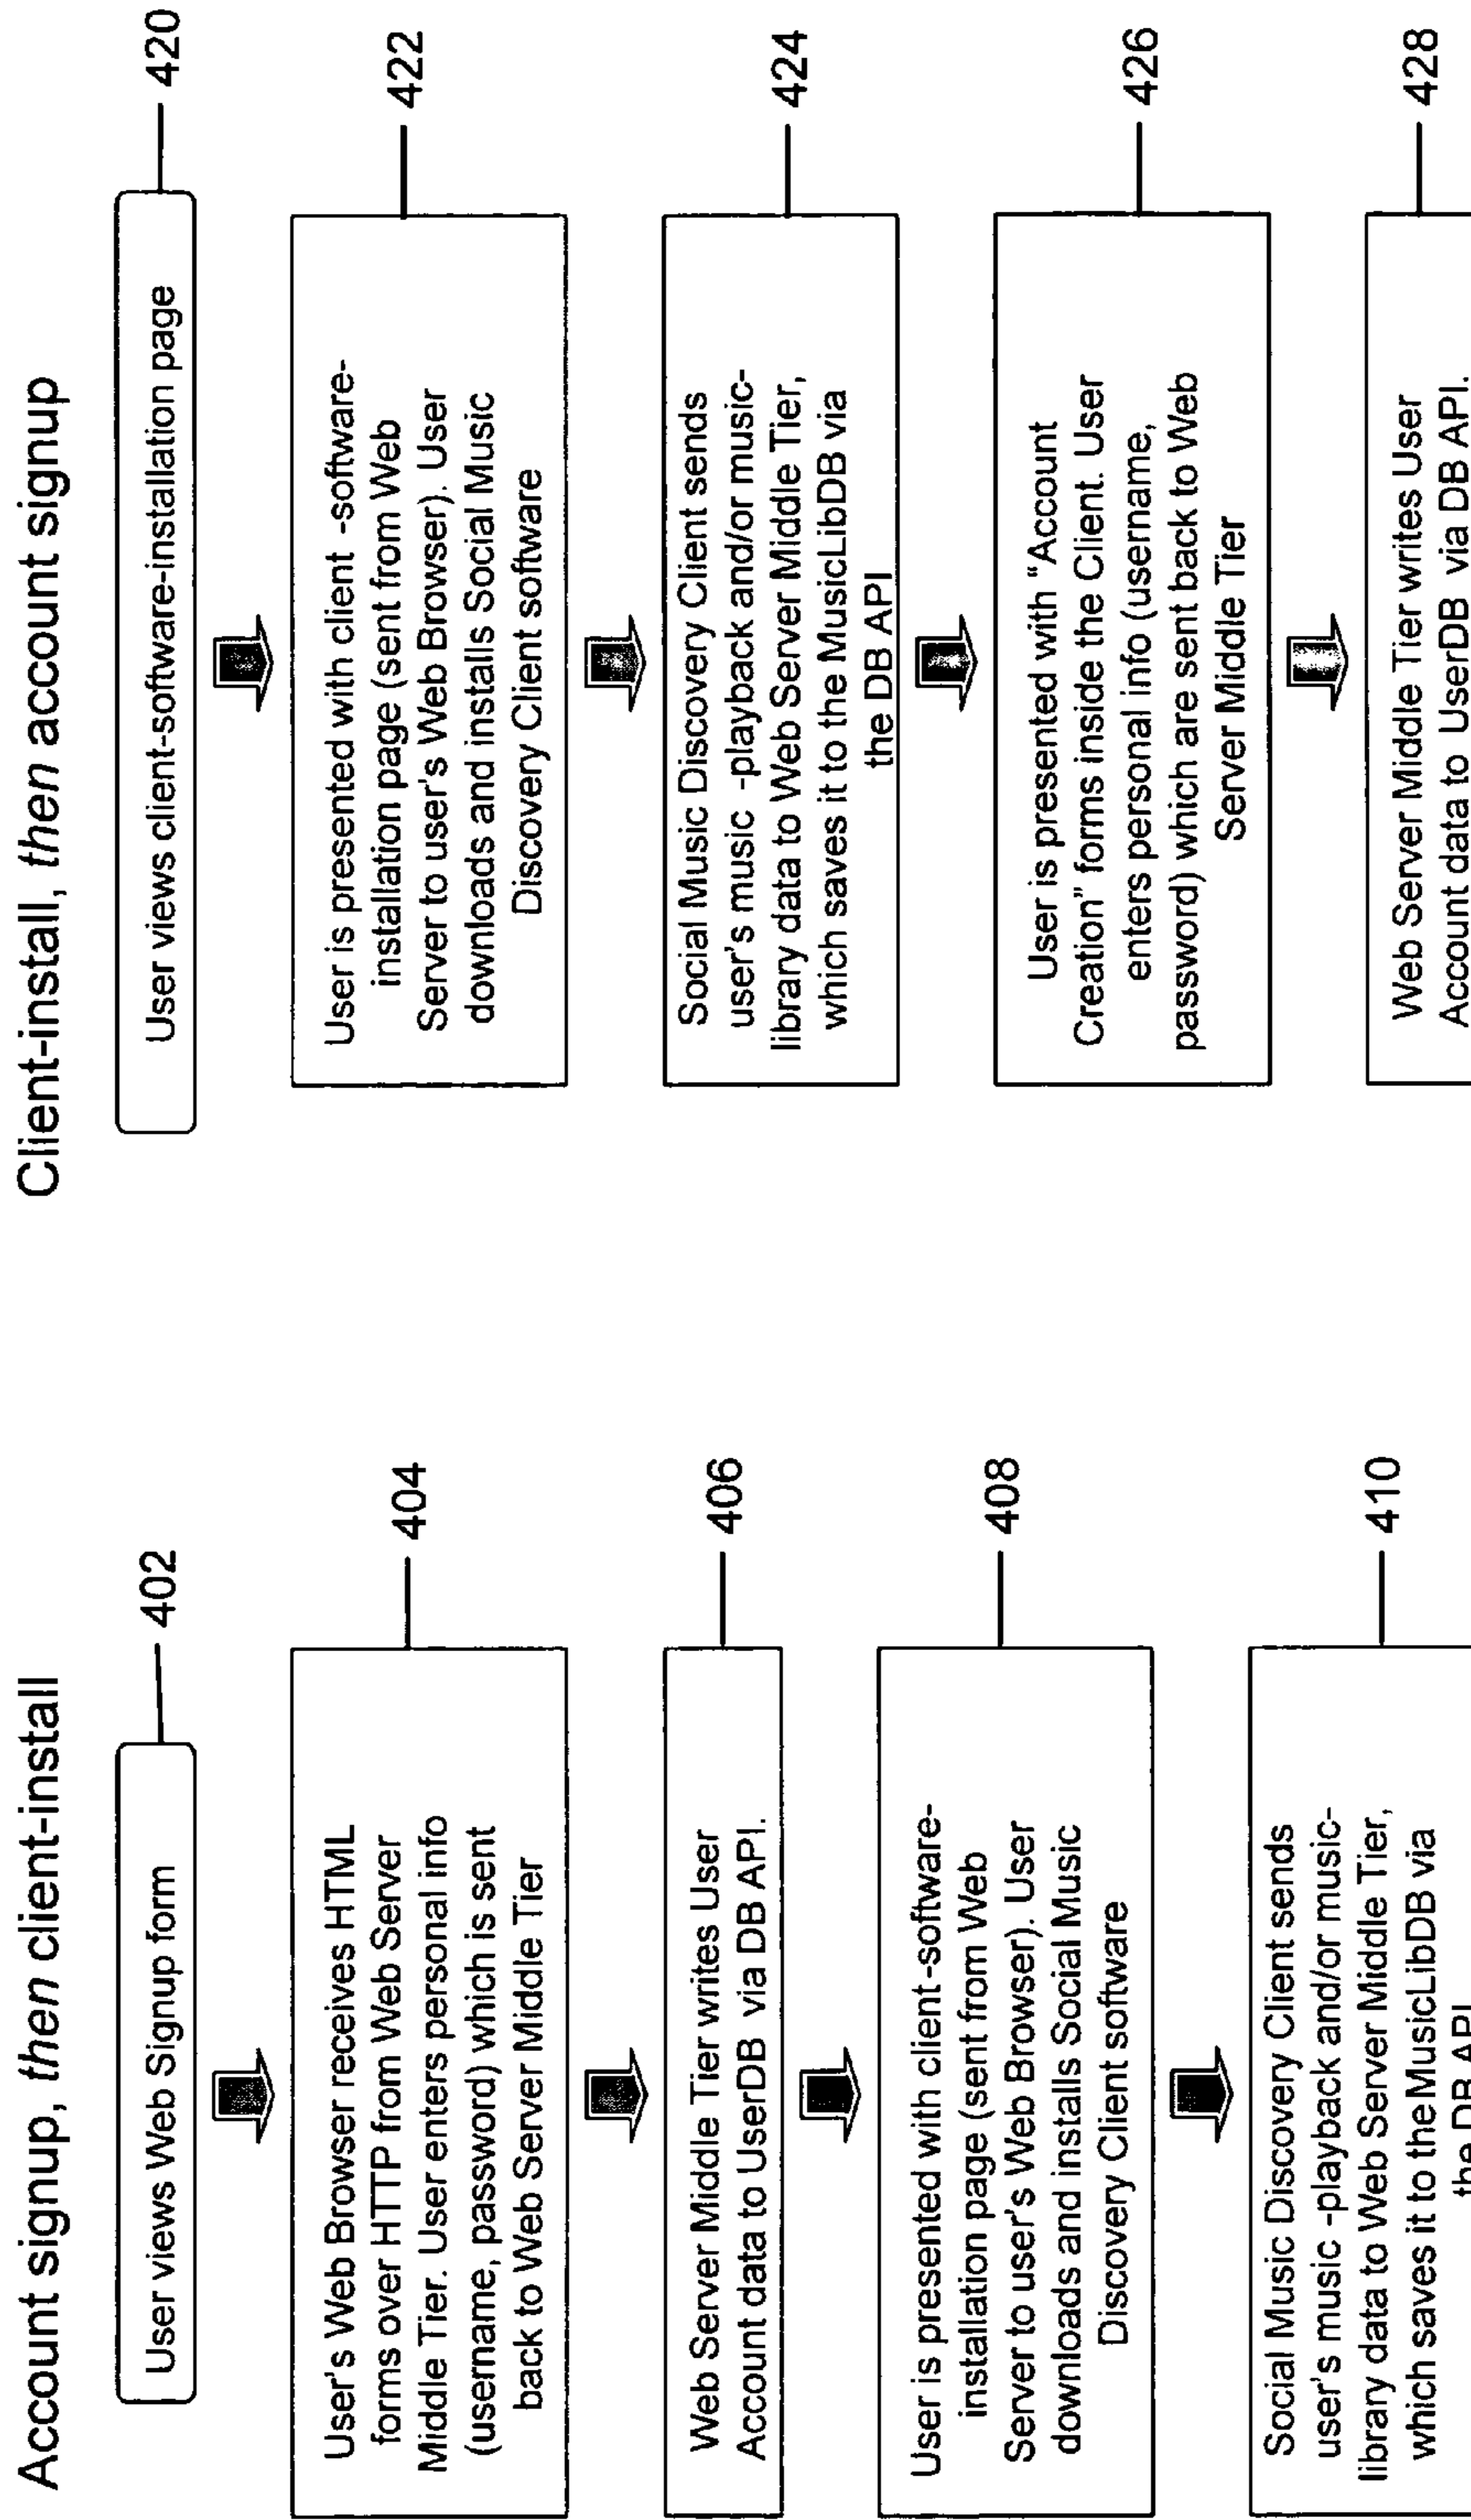 Account signup, then client-install
User views Web Signup form
402
User's Web Browser receives HTML
forms over HTTP from Web Server
Middle Tier. User enters personal info
(username, password) which is sent
back to Web Server Middle Tier
404
Web Server Middle Tier writes User
Account data to UserDB via DB API.
406
User is presented with client-software-
installation page (sent from Web
Server to user's Web Browser). User
downloads and installs Social Music
Discovery Client software
408
Social Music Discovery Client sends
user's music -playback and/or music-
library data to Web Server Middle Tier,
which saves it to the MusicLibDB via
the DB API
410
Client-install, then account signup
User views client-software-installation page
420
User is presented with client -software-
installation page (sent from Web
Server to user's Web Browser). User
downloads and installs Social Music
Discovery Client software
422
Social Music Discovery Client sends
user's music -playback and/or music-
library data to Web Server Middle Tier,
which saves it to the MusicLibDB via
the DB API
424
User is presented with "Account
Creation" forms inside the Client. User
enters personal info (username,
password) which are sent back to Web
Server Middle Tier
426
Web Server Middle Tier writes User
Account data to UserDB via DB API.
428